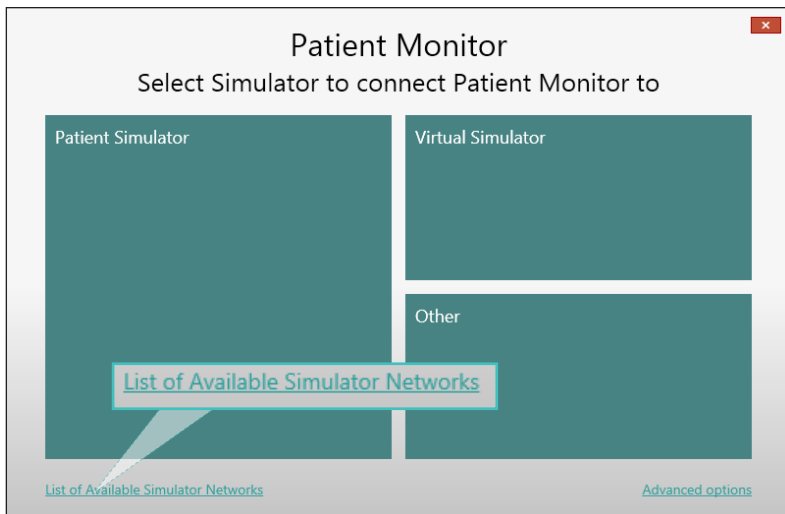 Patient Monitor
Select Simulator to connect Patient Monitor to
Patient Simulator
Virtual Simulator
Other
List of Available Simulator Networks
List of Available Simulator Networks
Advanced options